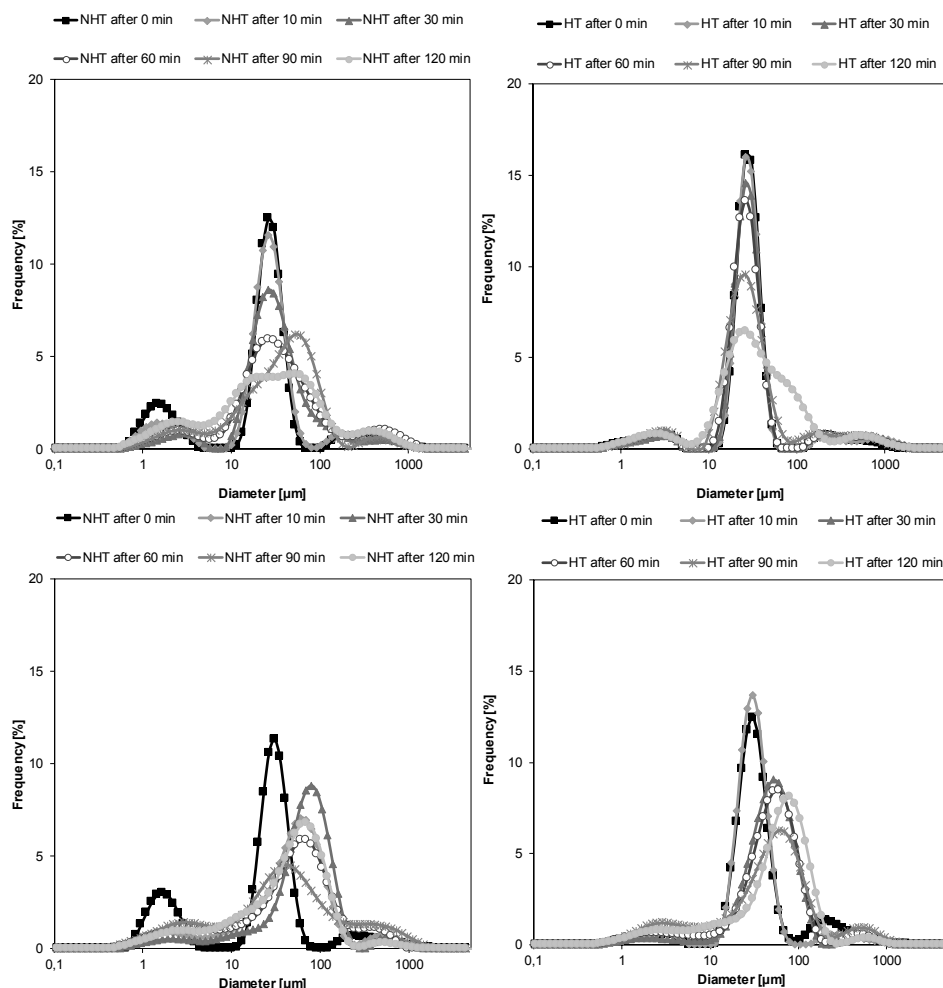 NHT after 0 min NHT after 10 min NHT after 30 min
NHT after 60 min NHT after 90 min NHT after 120 min
20
15
10
5
0
Frequency [%]
0,1 1 10 100 1000
Diameter [µm]
HT after 0 min HT after 10 min HT after 30 min
HT after 60 min HT after 90 min HT after 120 min
20
15
10
5
0
Frequency [%]
0,1 1 10 100 1000
Diameter [µm]
NHT after 0 min NHT after 10 min NHT after 30 min
NHT after 60 min NHT after 90 min NHT after 120 min
20
15
10
5
0
Frequency [%]
0,1 1 10 100 1000
Diameter [µm]
HT after 0 min HT after 10 min HT after 30 min
HT after 60 min HT after 90 min HT after 120 min
20
15
10
5
0
Frequency [%]
0,1 1 10 100 1000
Diameter [µm]